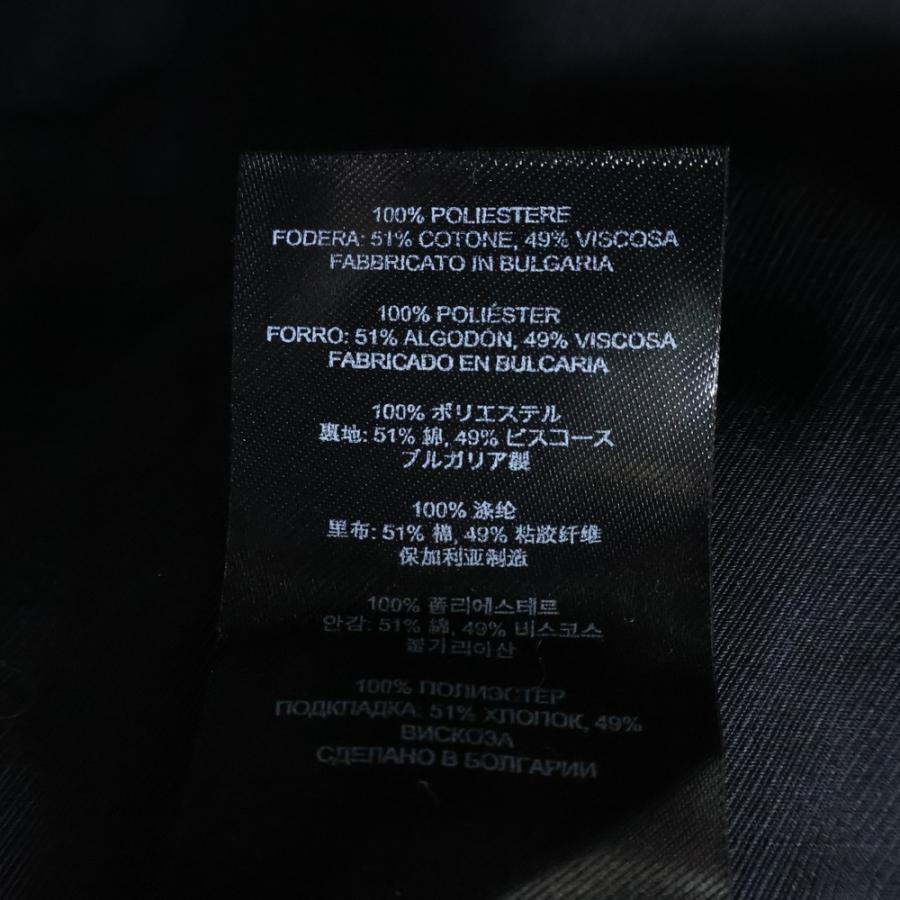 100% POLIESTERE
FODERA: 51% COTONE, 49% VISCOSA
FABBRICATO IN BULGARIA
100% POLIÉSTER
FORRO: 51% ALGODÓN, 49% VISCOSA
FABRICADO EN BULGARIA
100% ポリエステル
裏地: 51% 綿, 49% ビスコース
ブルガリア製
100% 涤纶
里布: 51% 棉, 49% 粘胶纤维
保加利亚制造
100% 폴리에스테르
안감: 51% 綿, 49% 비스코스
불가리아산
100% ПОЛИЭСТЕР
ПОДКЛАДКА: 51% ХЛОПОК, 49%
ВИСКОЗА
СДЕЛАНО В БОЛГАРИИ